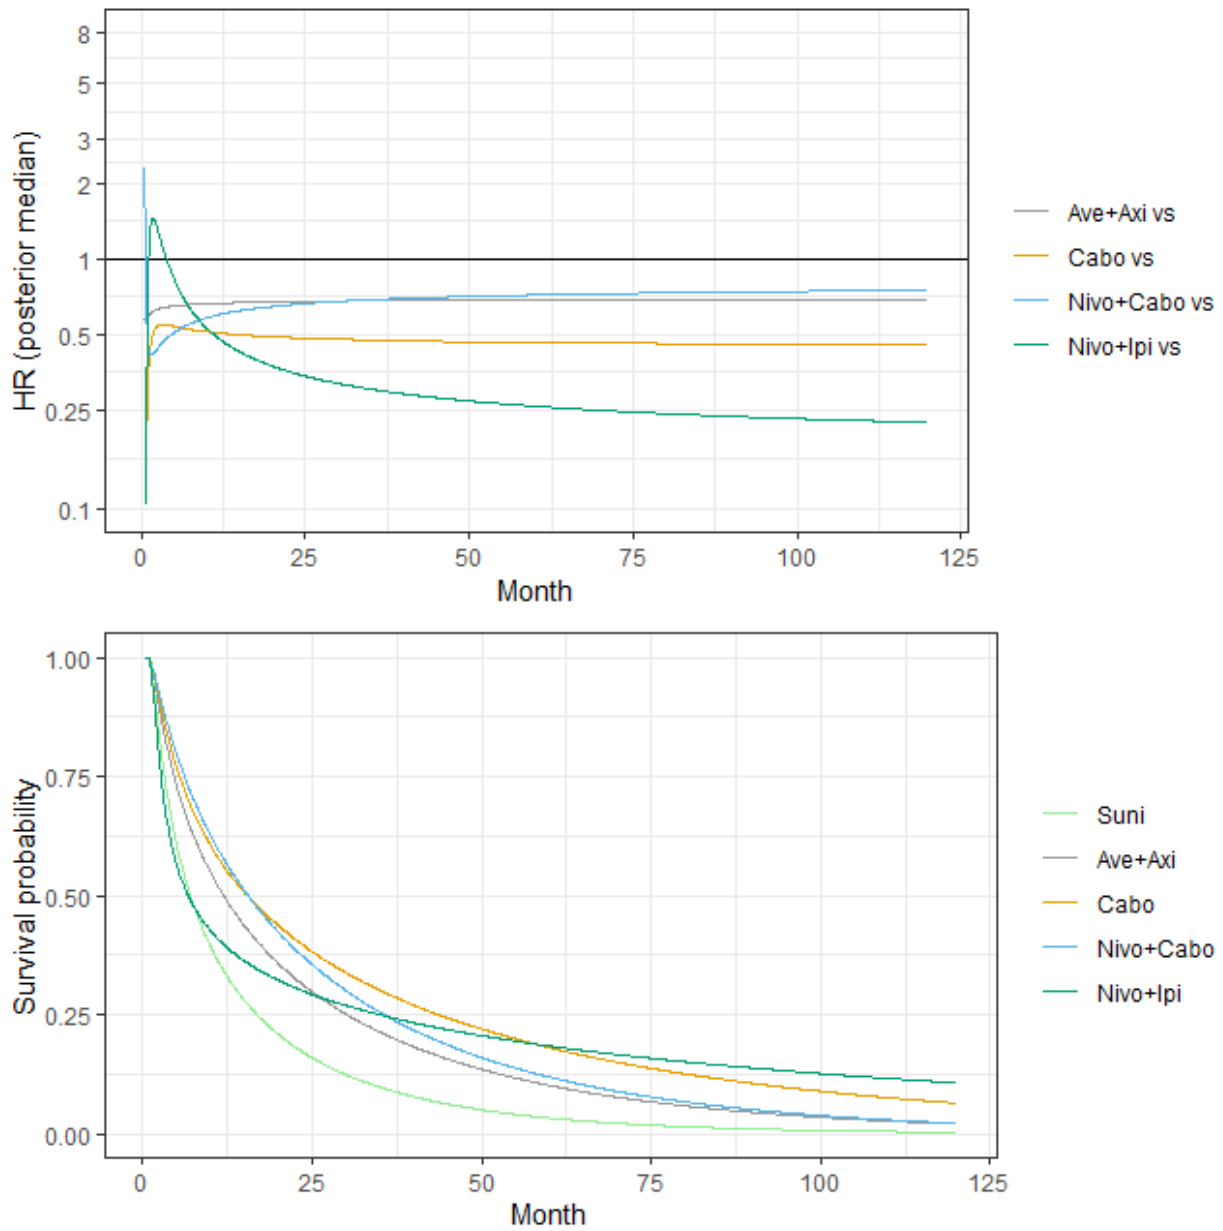 HR (posterior median)
8
5
3
2
1
0.5
0.25
0.1
0
25
50
75
100
125
Month
Ave+Axi vs
Cabo vs
Nivo+Cabo vs
Nivo+Ipi vs
Survival probability
1.00
0.75
0.50
0.25
0.00
0
25
50
75
100
125
Month
Suni
Ave+Axi
Cabo
Nivo+Cabo
Nivo+Ipi